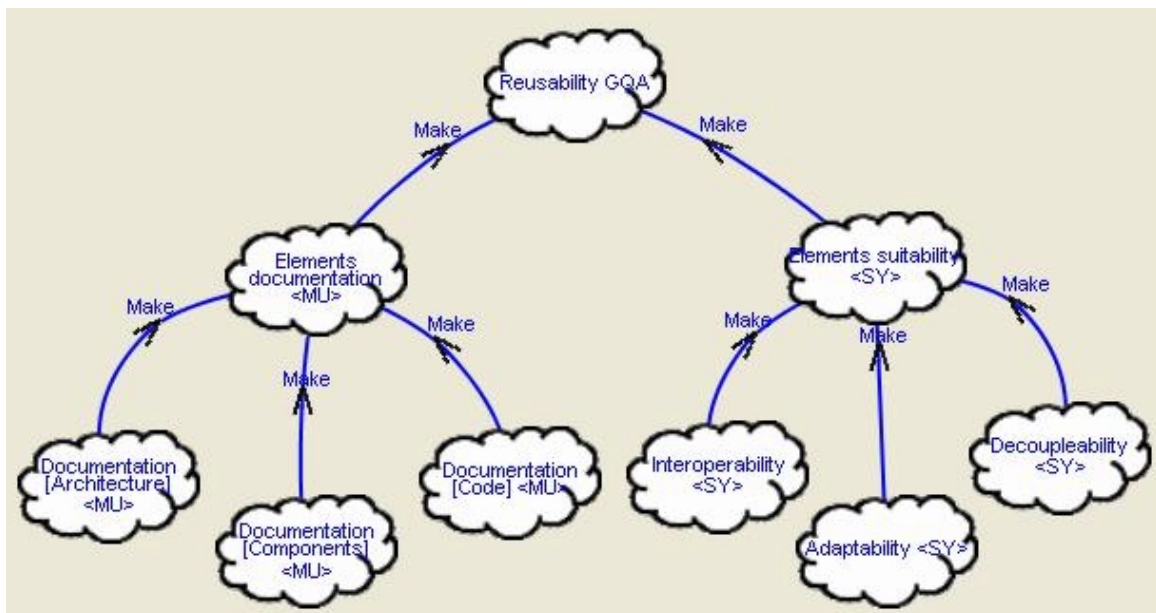 Reusability GQA
Make
Make
Elements
documentation
<MU>
Elements suitability
<SY>
Make
Make
Make
Make
Make
Make
Documentation
[Architecture]
<MU>
Documentation
[Components]
<MU>
Documentation
[Code] <MU>
Interoperability
<SY>
Adaptability <SY>
Decoupleability
<SY>